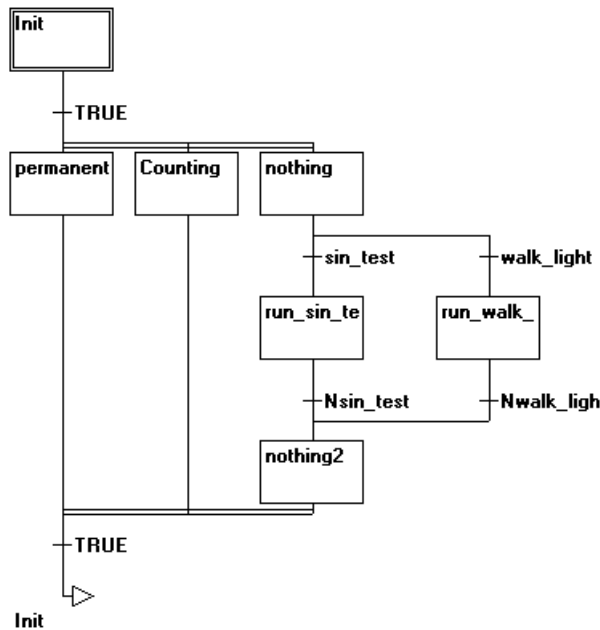 Init
TRUE
permanent Counting nothing
sin_test walk_light
run_sin_te run_walk_
Nsin_test Nwalk_ligh
nothing2
TRUE
Init